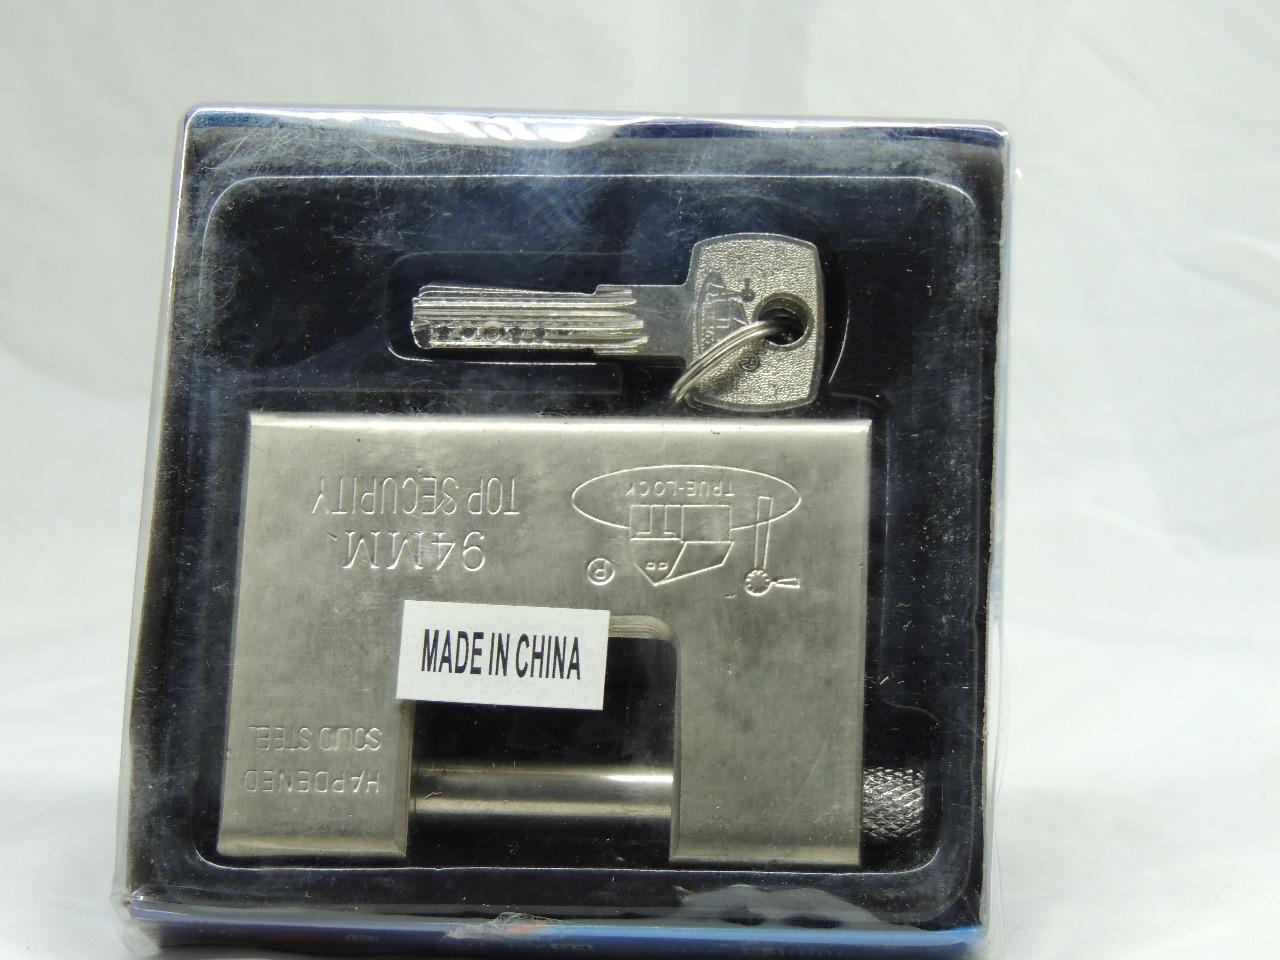 TRUE-LOCK
®
TOP SECURITY
94MM.
MADE IN CHINA
SOLID STEEL
HARDENED